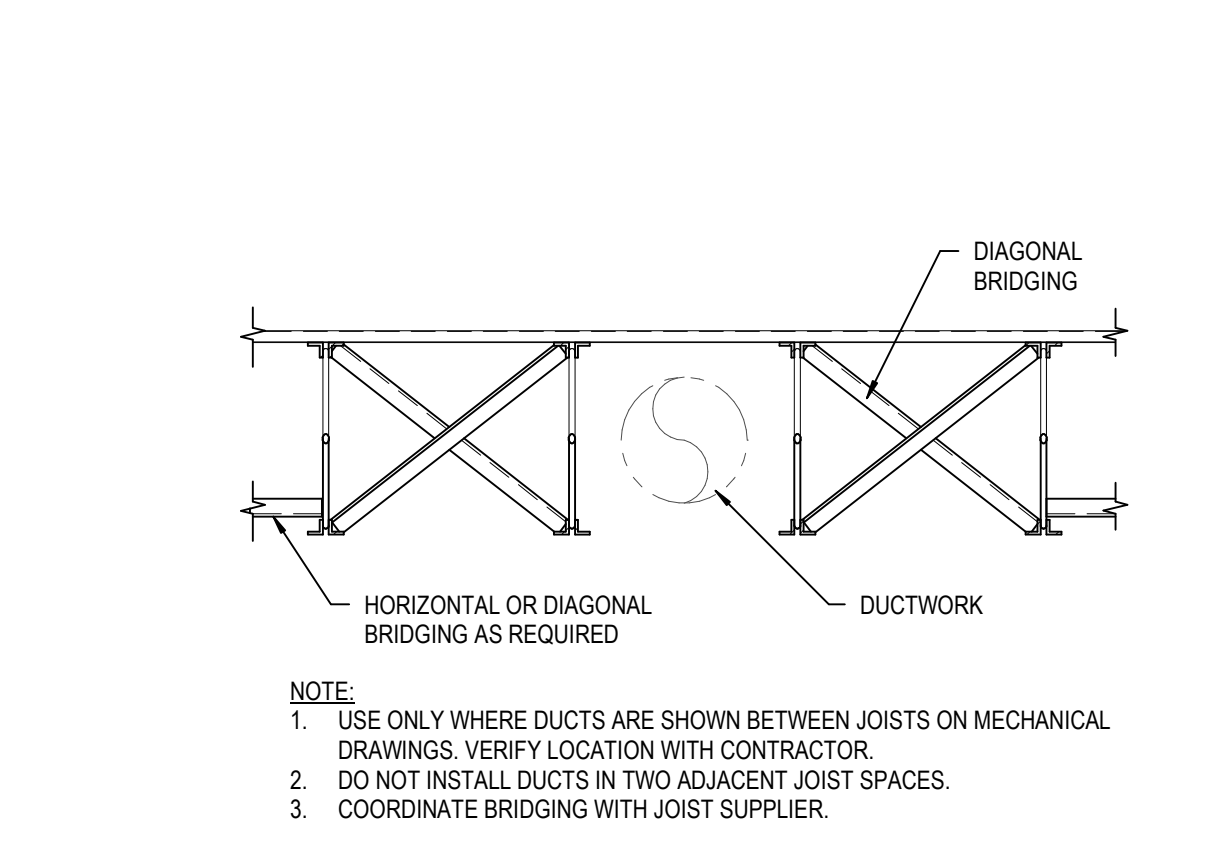 DIAGONAL
BRIDGING
HORIZONTAL OR DIAGONAL
BRIDGING AS REQUIRED
DUCTWORK
NOTE:
1. USE ONLY WHERE DUCTS ARE SHOWN BETWEEN JOISTS ON MECHANICAL
DRAWINGS. VERIFY LOCATION WITH CONTRACTOR.
2. DO NOT INSTALL DUCTS IN TWO ADJACENT JOIST SPACES.
3. COORDINATE BRIDGING WITH JOIST SUPPLIER.